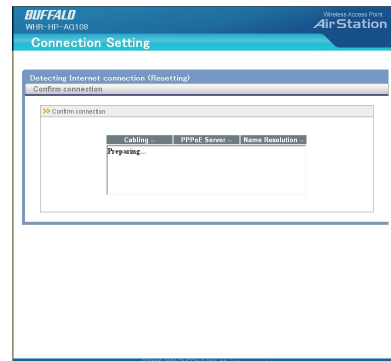 BUFFALO
WHR-HP-AG108
Wireless Access Point
AirStation
Connection Setting
Detecting Internet connection (Resetting)
Confirm connection
>> Confirm connection
Cabling .. PPPoE Server .. Name Resolution ..
Preparing...